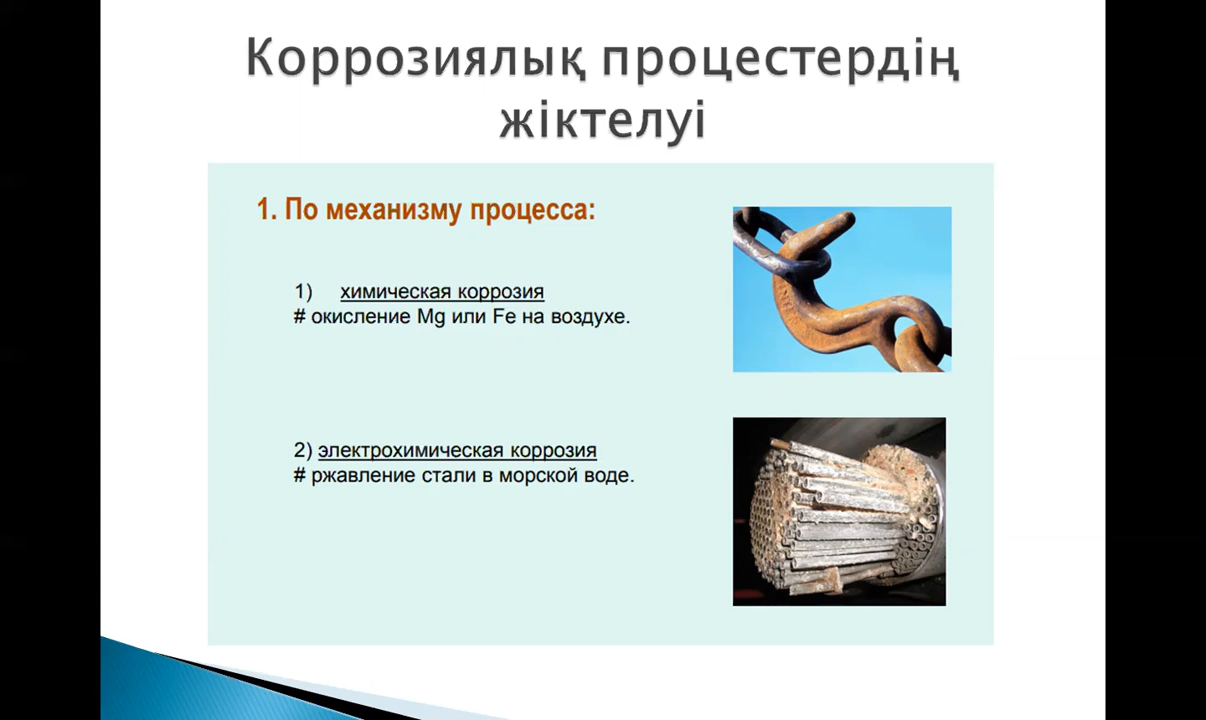 Коррозиялық процестердің
жіктелуі
1. По механизму процесса:
1) химическая коррозия
# окисление Mg или Fe на воздухе.
2) электрохимическая коррозия
# ржавление стали в морской воде.